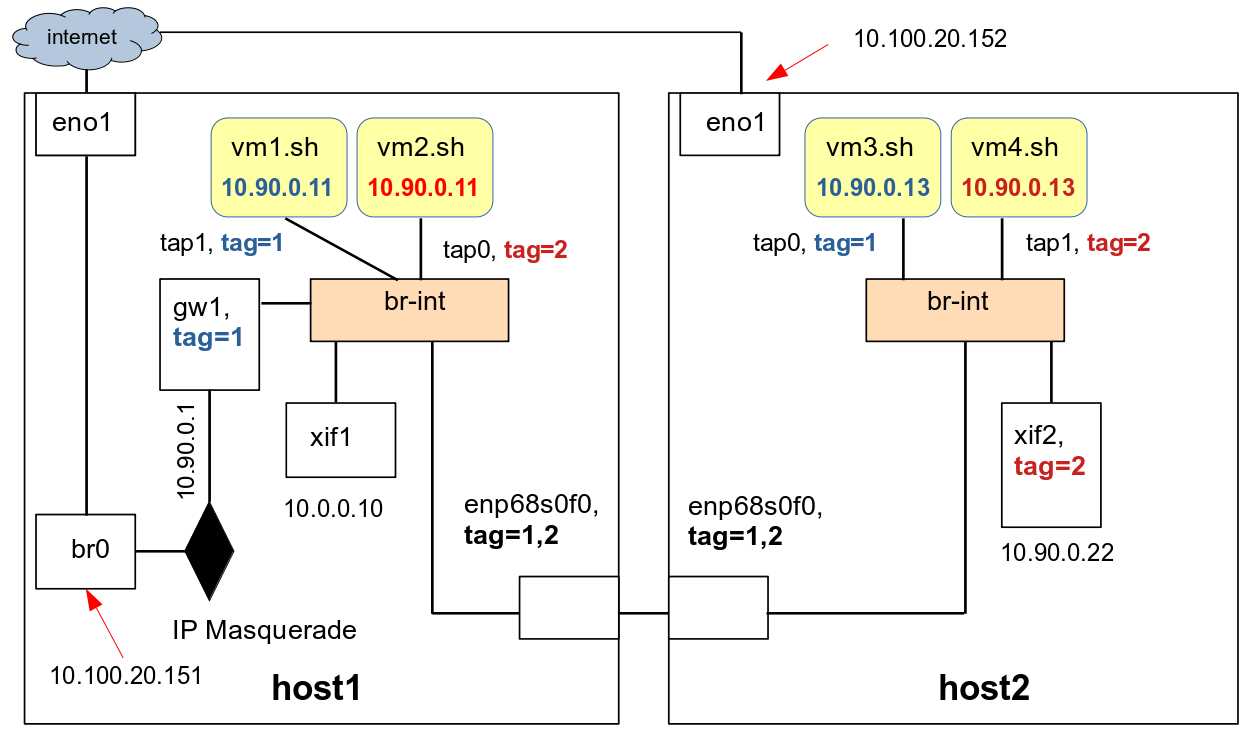 internet
10.100.20.152
eno1
vm1.sh
10.90.0.11
vm2.sh
10.90.0.11
tap1, tag=1
tap0, tag=2
gw1,
tag=1
br-int
10.90.0.1
xif1
10.0.0.10
enp68s0f0,
tag=1,2
br0
IP Masquerade
10.100.20.151
host1
eno1
vm3.sh
10.90.0.13
vm4.sh
10.90.0.13
tap0, tag=1
tap1, tag=2
br-int
xif2,
tag=2
10.90.0.22
enp68s0f0,
tag=1,2
host2